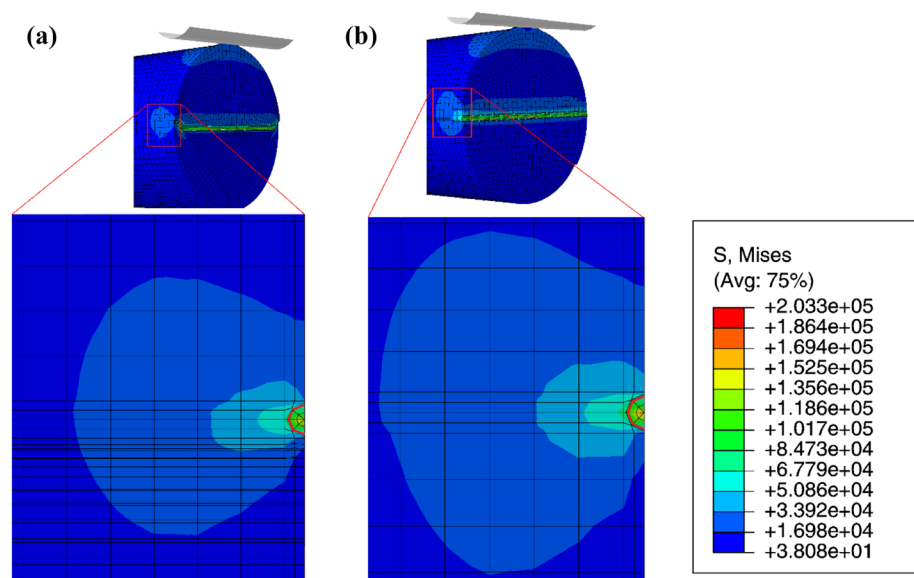 (a)
(b)
S, Mises
(Avg: 75%)
+2.033e+05
+1.864e+05
+1.694e+05
+1.525e+05
+1.356e+05
+1.186e+05
+1.017e+05
+8.473e+04
+6.779e+04
+5.086e+04
+3.392e+04
+1.698e+04
+3.808e+01